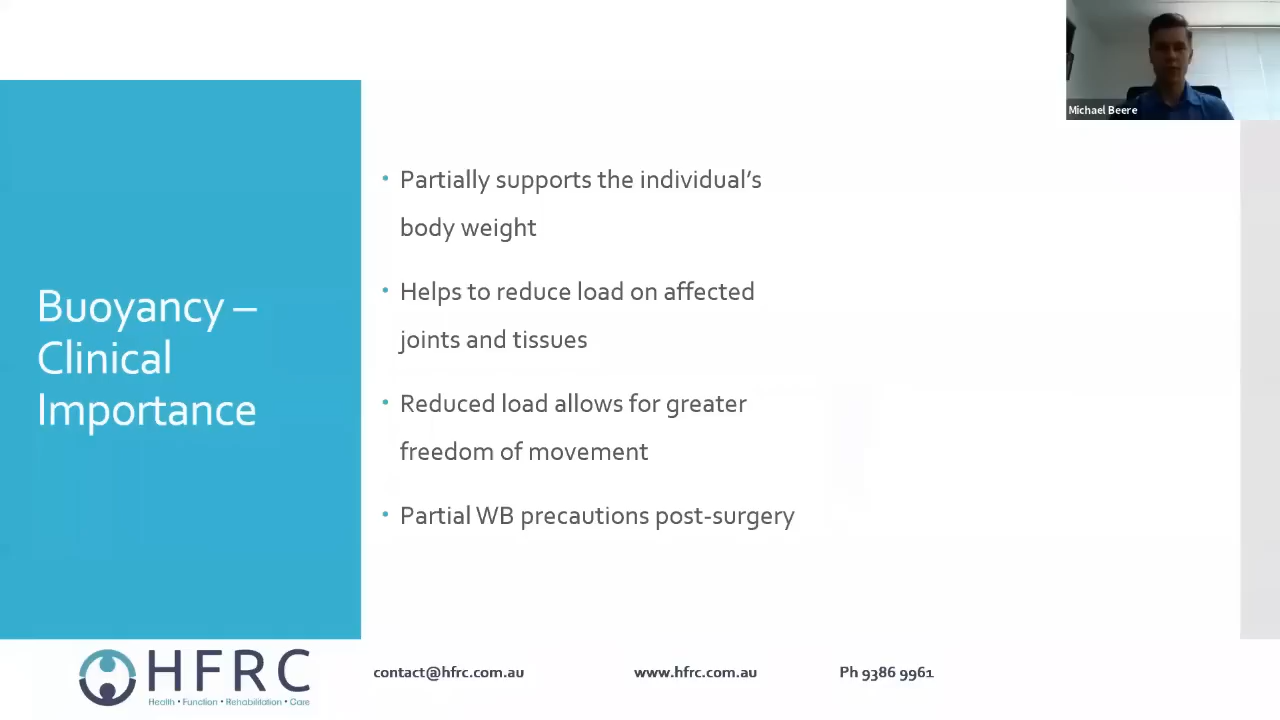 Michael Beere
Buoyancy –
Clinical
Importance
• Partially supports the individual’s
body weight
• Helps to reduce load on affected
joints and tissues
• Reduced load allows for greater
freedom of movement
• Partial WB precautions post-surgery
HFRC
Health • Function • Rehabilitation • Care
contact@hfrc.com.au
www.hfrc.com.au
Ph 9386 9961